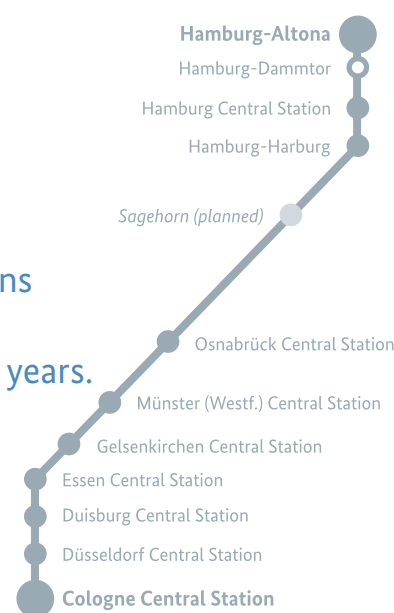 Hamburg-Altona
Hamburg-Dammtor
Hamburg Central Station
Hamburg-Harburg
Sagehorn (planned)
ns
Osnabrück Central Station
years.
Münster (Westf.) Central Station
Gelsenkirchen Central Station
Essen Central Station
Duisburg Central Station
Düsseldorf Central Station
Cologne Central Station